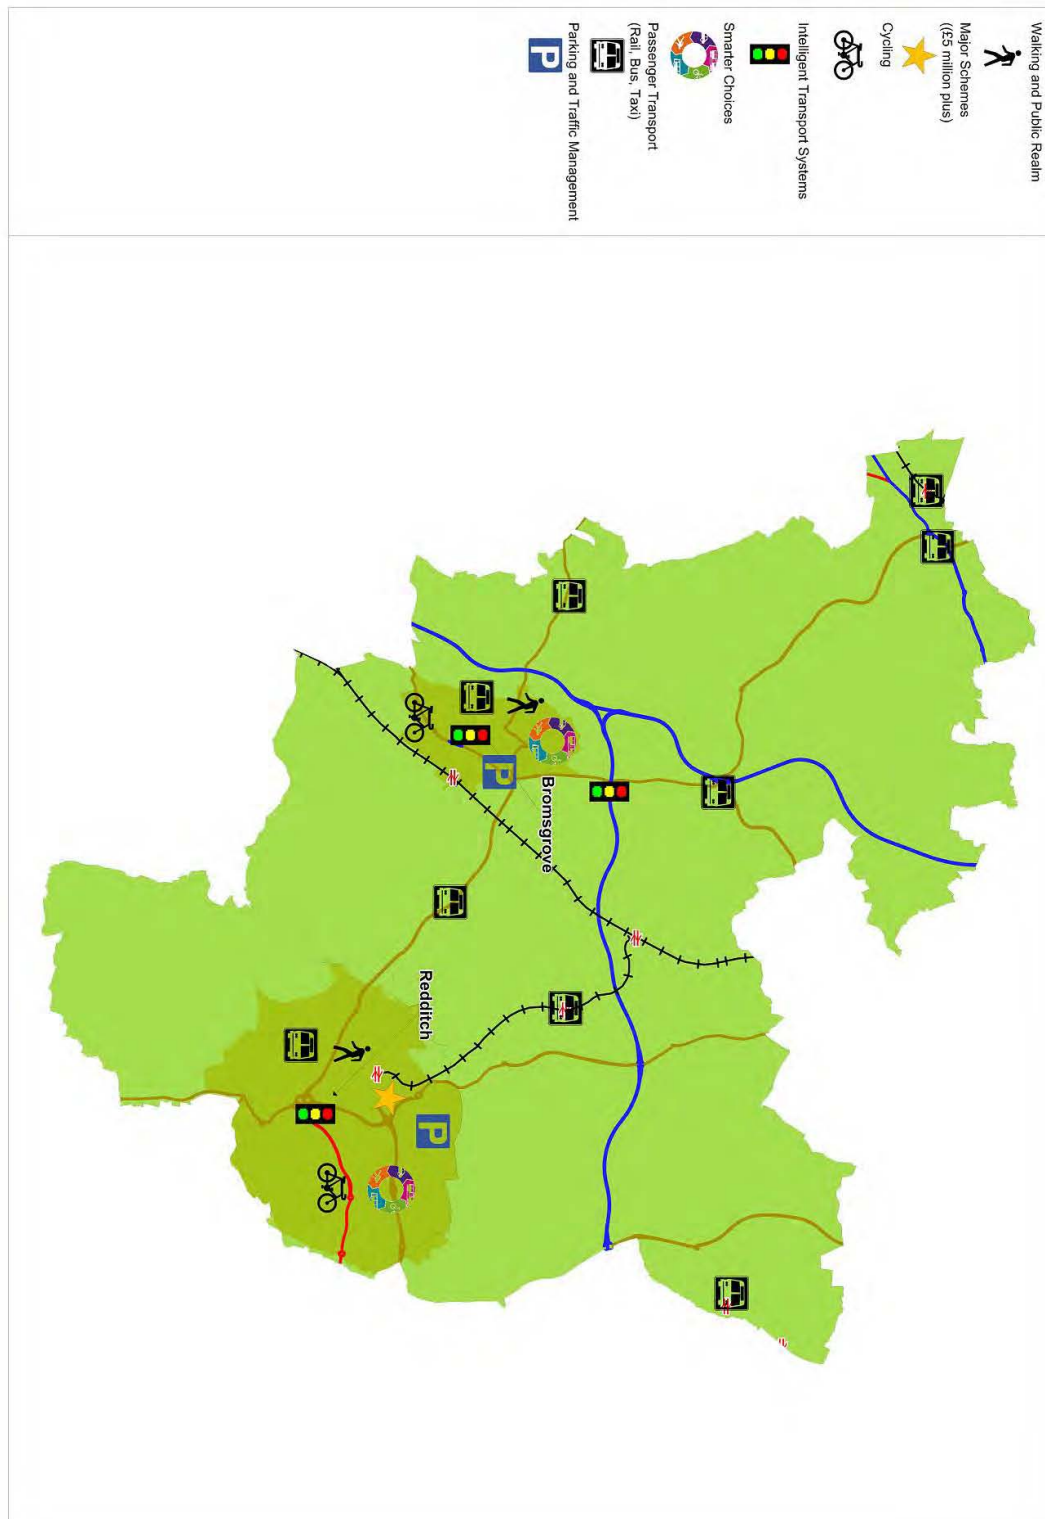 Walking and Public Realm
Major Schemes
((£5 million plus)
Cycling
Intelligent Transport Systems
Smarter Choices
Passenger Transport
(Rail, Bus, Taxi)
Parking and Traffic Management
P
Bromsgrove
P
Redditch
P